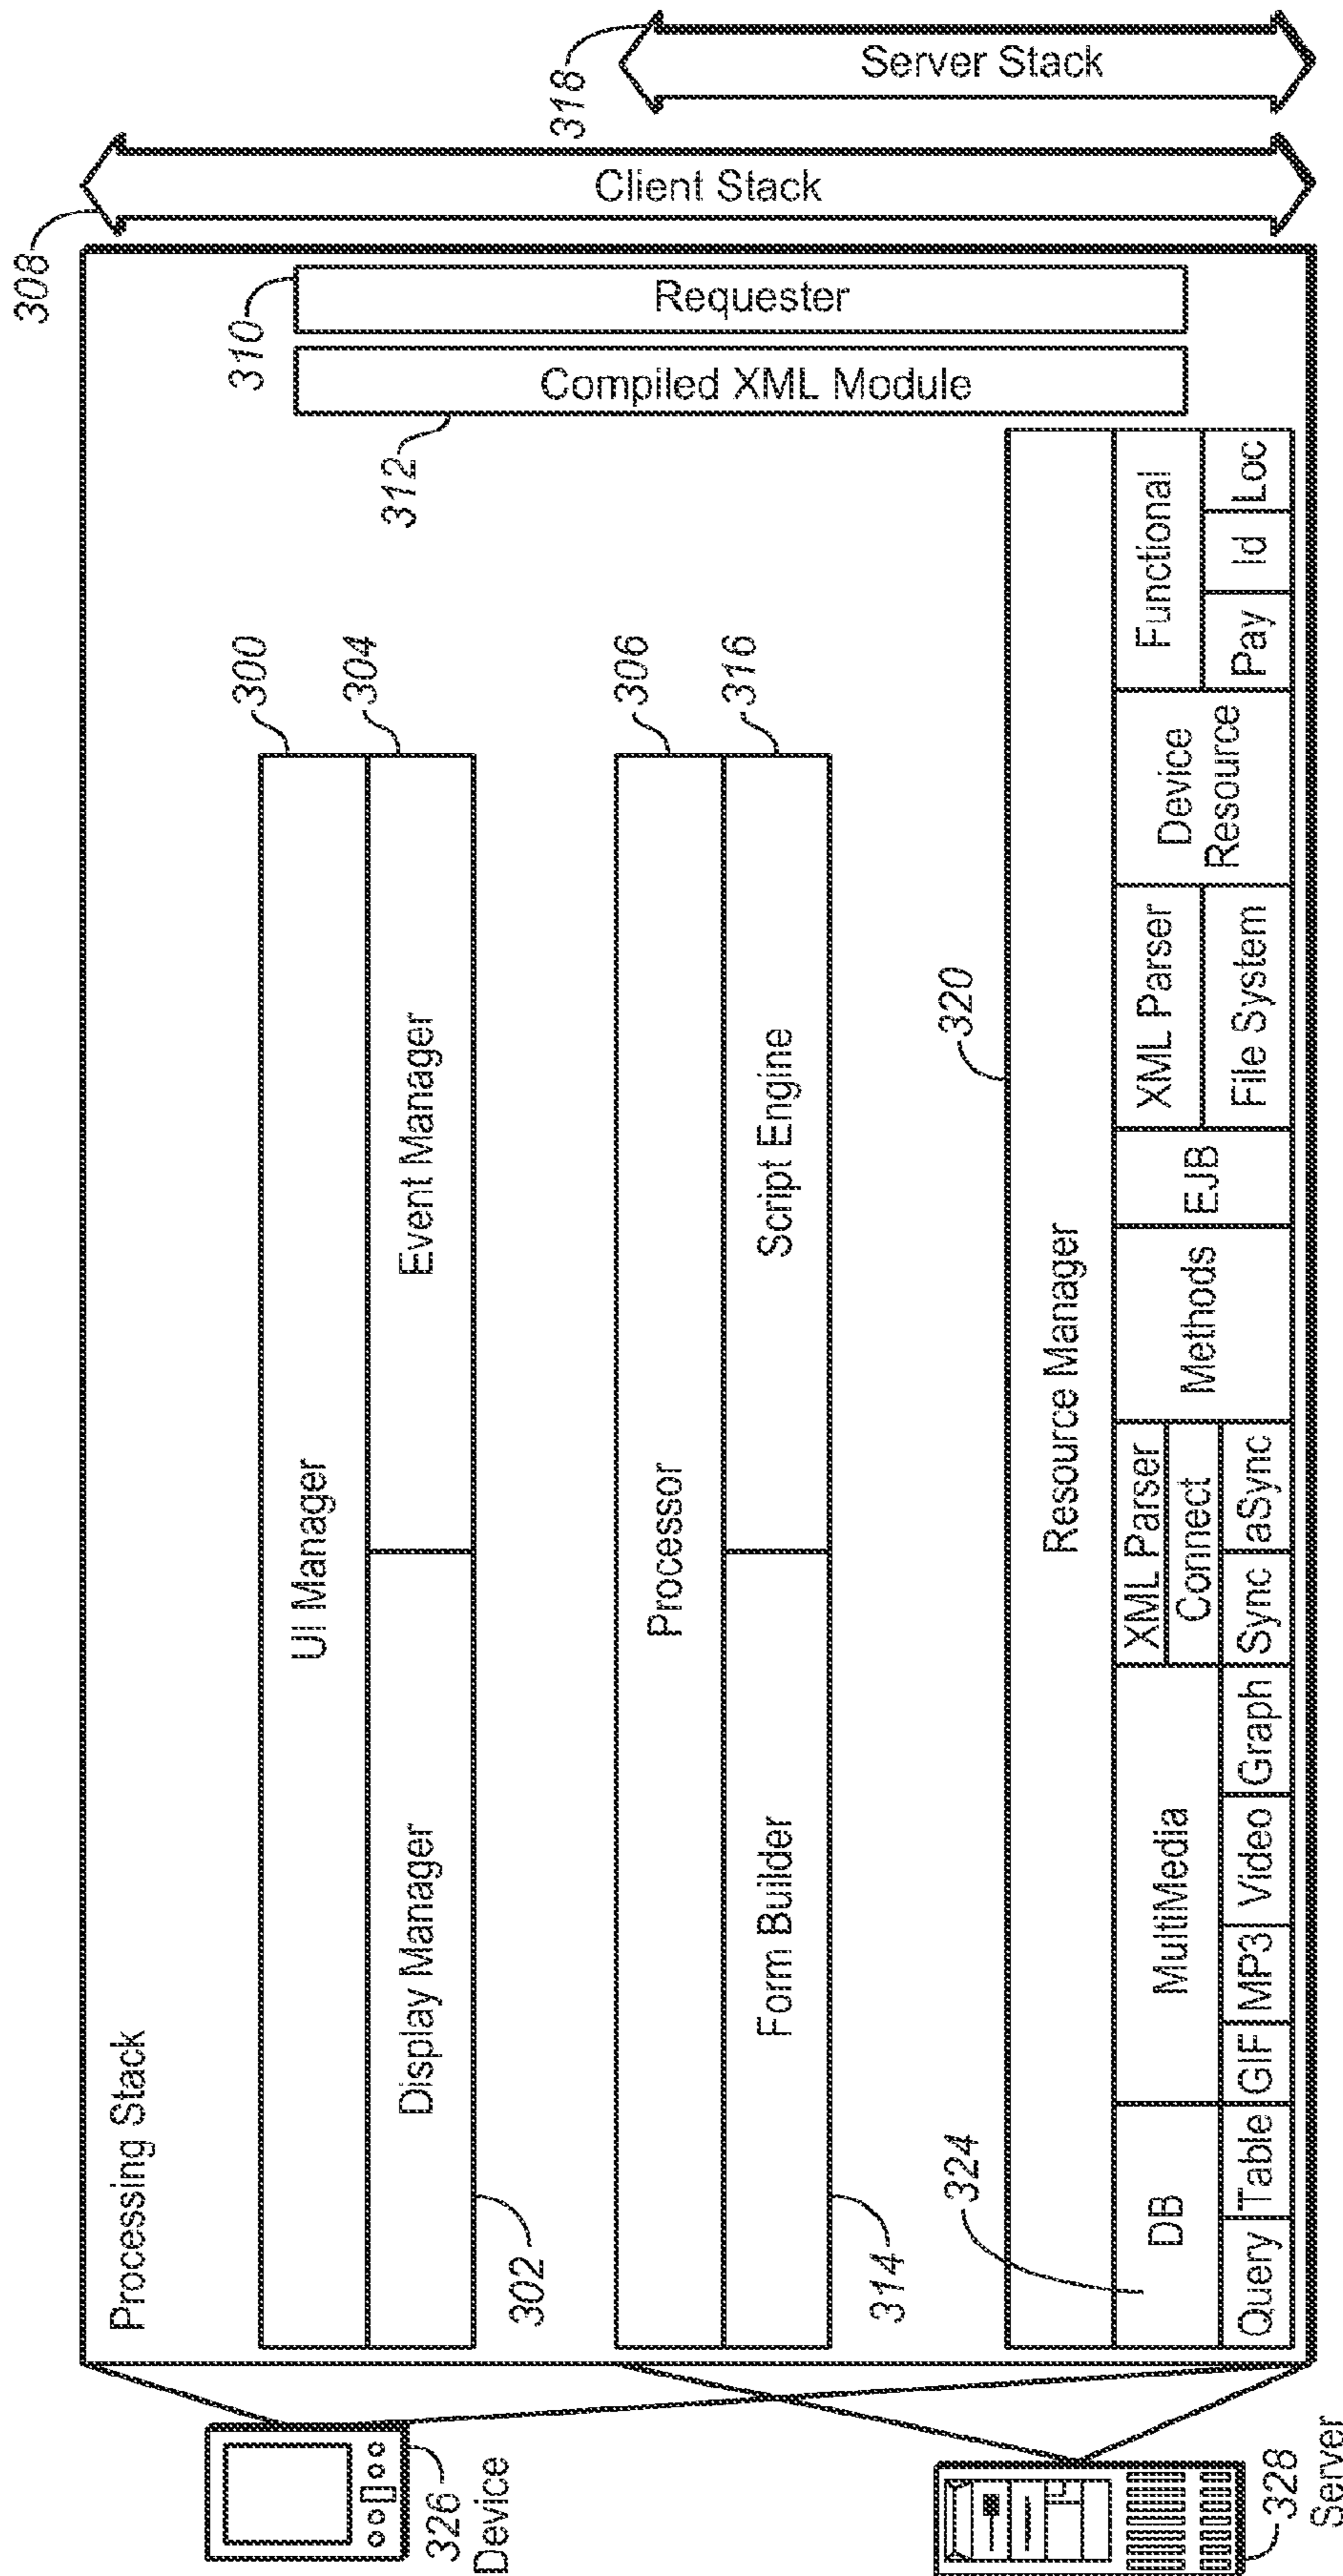 Processing Stack
308
318
Client Stack
Server Stack
310
Requester
312
Compiled XML Module
300
UI Manager
304
Display Manager
Event Manager
302
306
Processor
316
Form Builder
Script Engine
314
320
Resource Manager
324
DB
MultiMedia
XML Parser
Connect
Methods
EJB
XML Parser
File System
Device
Resource
Functional
Query
Table
GIF
MP3
Video
Graph
Sync
aSync
Pay
Id
Loc
326
Device
328
Server